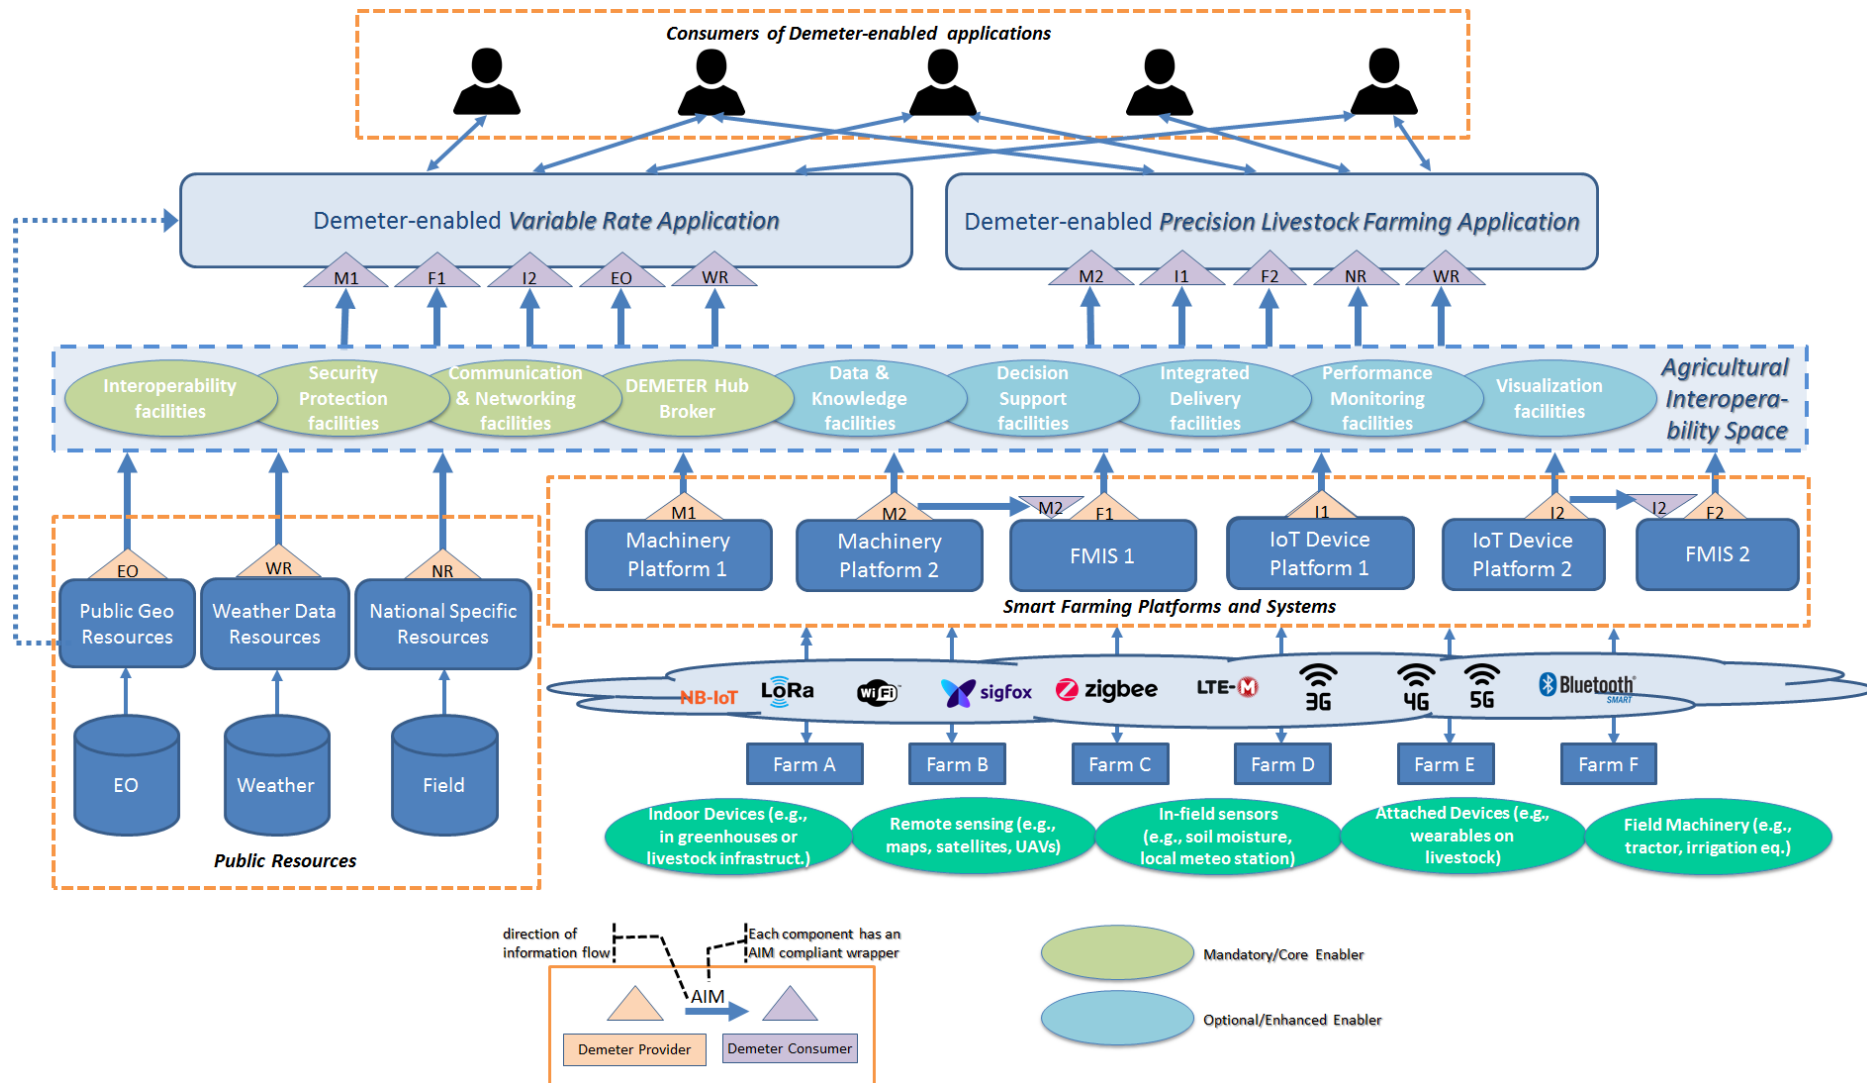 Consumers of Demeter-enabled applications
Demeter-enabled Variable Rate Application
Demeter-enabled Precision Livestock Farming Application
M1
F1
I2
EO
WR
M2
I1
F2
NR
WR
Interoperability
facilities
Security
Protection
facilities
Communication
& Networking
facilities
DEMETER Hub
Broker
Data &
Knowledge
facilities
Decision
Support
facilities
Integrated
Delivery
facilities
Performance
Monitoring
facilities
Visualization
facilities
Agricultural
Interopera-
bility Space
M1
Machinery
Platform 1
M2
Machinery
Platform 2
M2
F1
FMIS 1
I1
IoT Device
Platform 1
I2
IoT Device
Platform 2
I2
F2
FMIS 2
Smart Farming Platforms and Systems
EO
Public Geo
Resources
WR
Weather Data
Resources
NR
National Specific
Resources
EO
Weather
Field
Public Resources
NB-IoT
LoRa
WiFi™
sigfox
zigbee
LTE-M
3G
4G
5G
Bluetooth®
SMART
Farm A
Farm B
Farm C
Farm D
Farm E
Farm F
Indoor Devices (e.g.,
in greenhouses or
livestock infrastruct.)
Remote sensing (e.g.,
maps, satellites, UAVs)
In-field sensors
(e.g., soil moisture,
local meteo station)
Attached Devices (e.g.,
wearables on
livestock)
Field Machinery (e.g.,
tractor, irrigation eq.)
direction of
information flow
Each component has an
AIM compliant wrapper
AIM
Demeter Provider
Demeter Consumer
Mandatory/Core Enabler
Optional/Enhanced Enabler